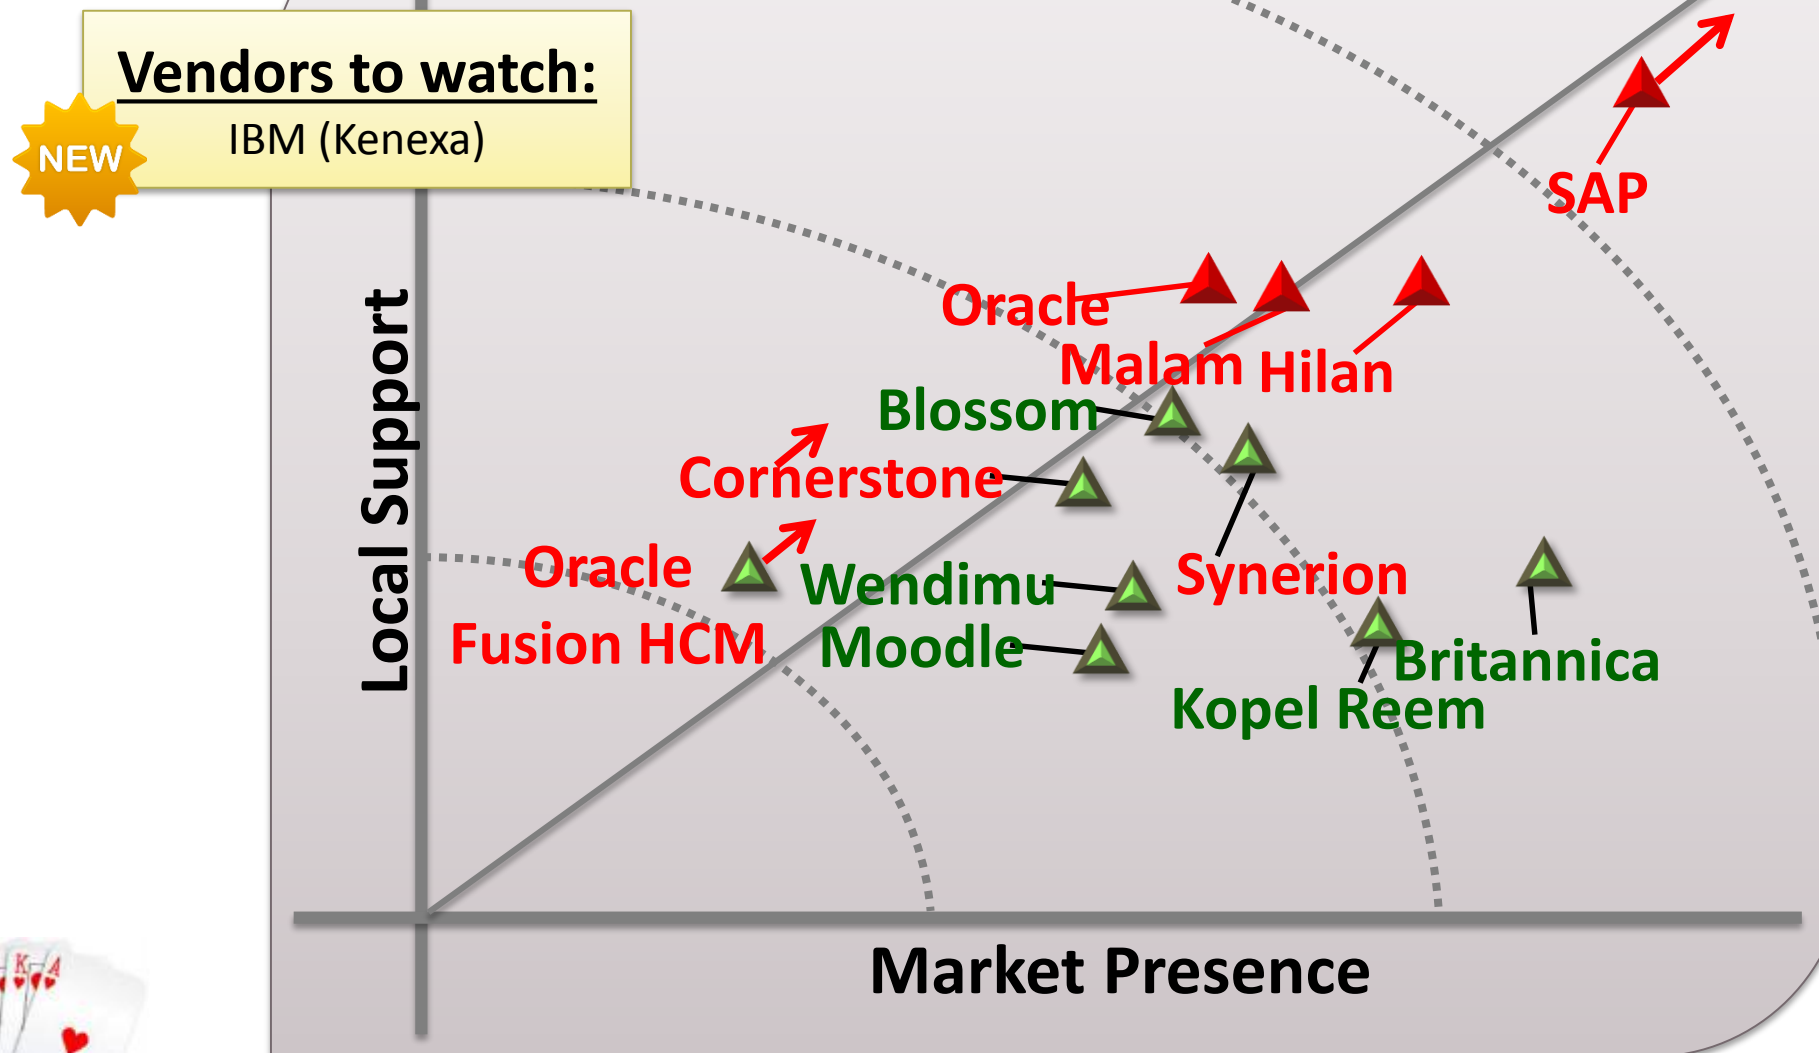 Vendors to watch:
IBM (Kenexa)
NEW
SAP
Oracle
Malam
Hilan
Blossom
Cornerstone
Oracle
Fusion HCM
Wendimu
Moodle
Synerion
Britannica
Kopel Reem
Local Support
Market Presence
K A